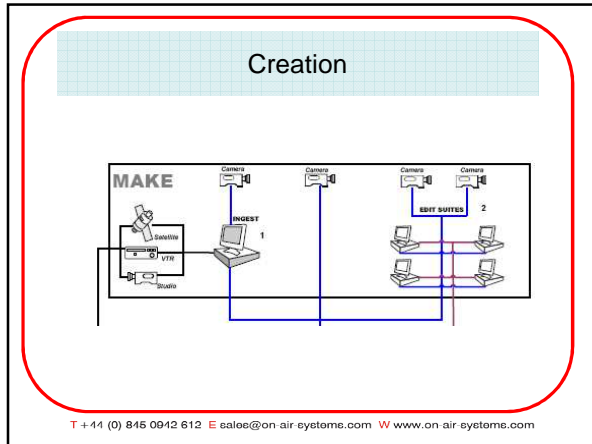 Creation
Camera Camera Camera Camera
MAKE
INGEST
EDIT SUITES 2
Satellite
1
VTR
Studio
T +44 (0) 845 0942 612 E sales@on-air-systems.com W www.on-air-systems.com